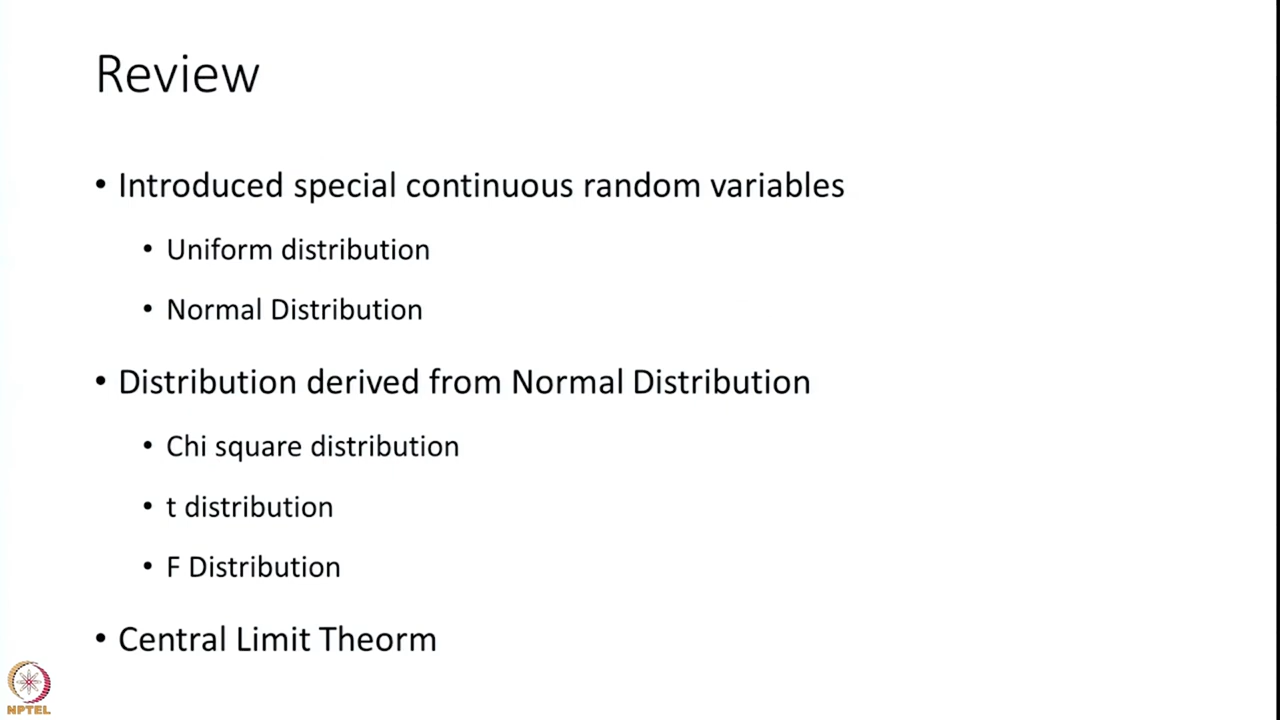 Review
• Introduced special continuous random variables
• Uniform distribution
• Normal Distribution
• Distribution derived from Normal Distribution
• Chi square distribution
• t distribution
• F Distribution
• Central Limit Theorm
NPTEL